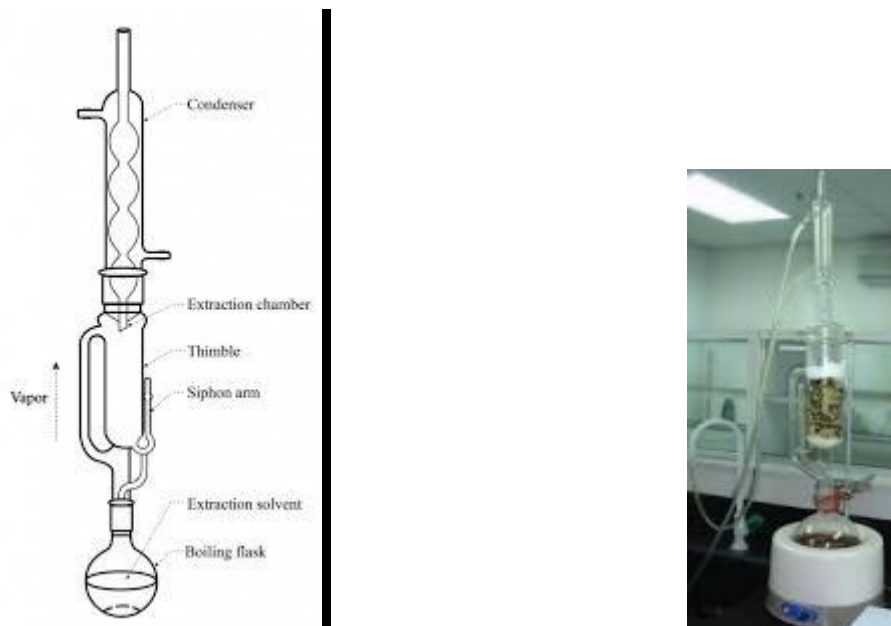 Condenser
Extraction chamber
Thimble
Vapor
Siphon arm
Extraction solvent
Boiling flask